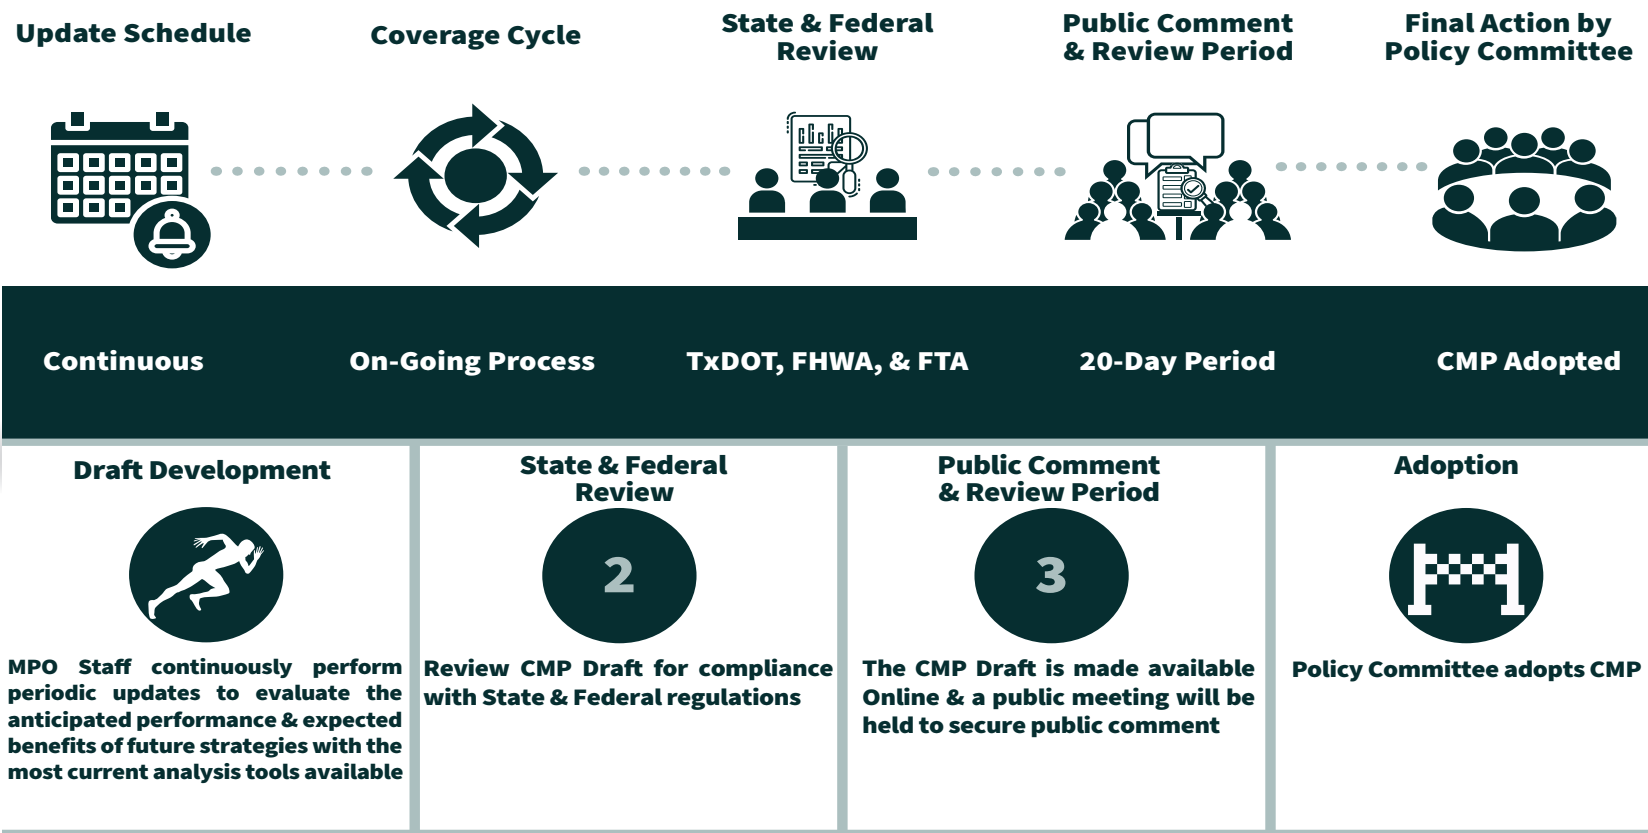 Update Schedule
Coverage Cycle
State & Federal
Review
Public Comment
& Review Period
Final Action by
Policy Committee
Continuous
On-Going Process
TxDOT, FHWA, & FTA
20-Day Period
CMP Adopted
Draft Development
MPO Staff continuously perform
periodic updates to evaluate the
anticipated performance & expected
benefits of future strategies with the
most current analysis tools available
State & Federal
Review
2
Review CMP Draft for compliance
with State & Federal regulations
Public Comment
& Review Period
3
The CMP Draft is made available
Online & a public meeting will be
held to secure public comment
Adoption
Policy Committee adopts CMP